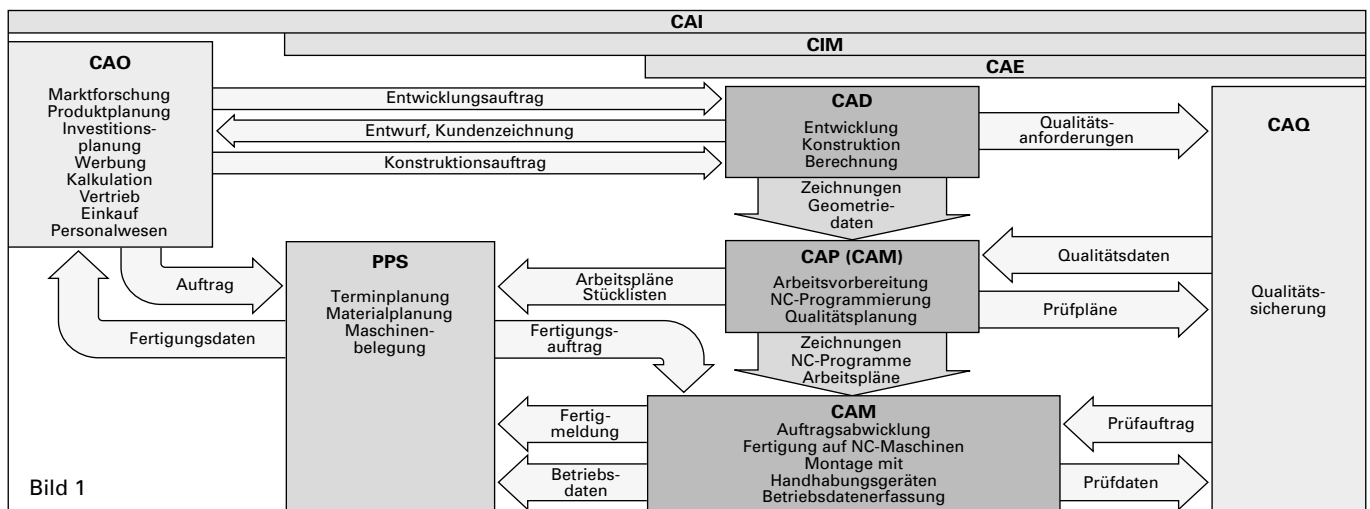 CAI
CIM
CAE
CAO
Marktforschung
Produktplanung
Investitions-
planung
Werbung
Kalkulation
Vertrieb
Einkauf
Personalwesen
Entwicklungsauftrag
Entwurf, Kundenzeichnung
Konstruktionsauftrag
CAD
Entwicklung
Konstruktion
Berechnung
Qualitäts-
anforderungen
CAQ
Qualitäts-
sicherung
Zeichnungen
Geometrie-
daten
Auftrag
Fertigungsdaten
PPS
Terminplanung
Materialplanung
Maschinen-
belegung
Arbeitspläne
Stücklisten
Fertigungs-
auftrag
CAP (CAM)
Arbeitsvorbereitung
NC-Programmierung
Qualitätsplanung
Qualitätsdaten
Prüfpläne
Zeichnungen
NC-Programme
Arbeitspläne
Fertig-
meldung
Betriebs-
daten
CAM
Auftragsabwicklung
Fertigung auf NC-Maschinen
Montage mit
Handhabungsgeräten
Betriebsdatenerfassung
Prüfauftrag
Prüfdaten
Bild 1